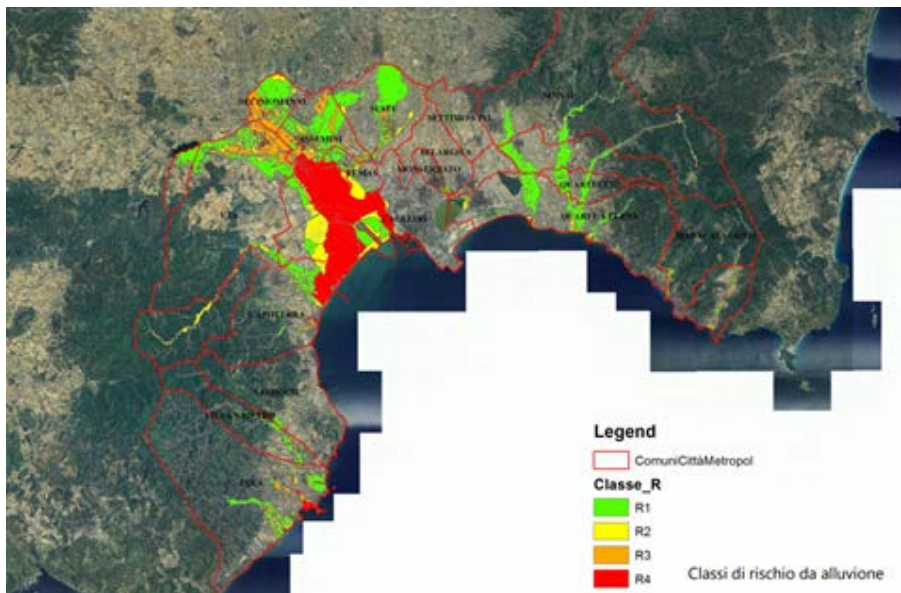 DECIMOMANNU
SESTU
SINNAI
SETTIMO S.P.
ASSEMINI
SELARGIUS
ELMAS
MONSERRATO
QUARTUCCIU
UTA
CAGLIARI
QUARTU S.ELENA
MARACALAGONIS
CAPOTERRA
SARROCH
VILLA S.PIETRO
PULA
Legend
ComuniCittàMetropol
Classe_R
R1
R2
R3
R4
Classi di rischio da alluvione